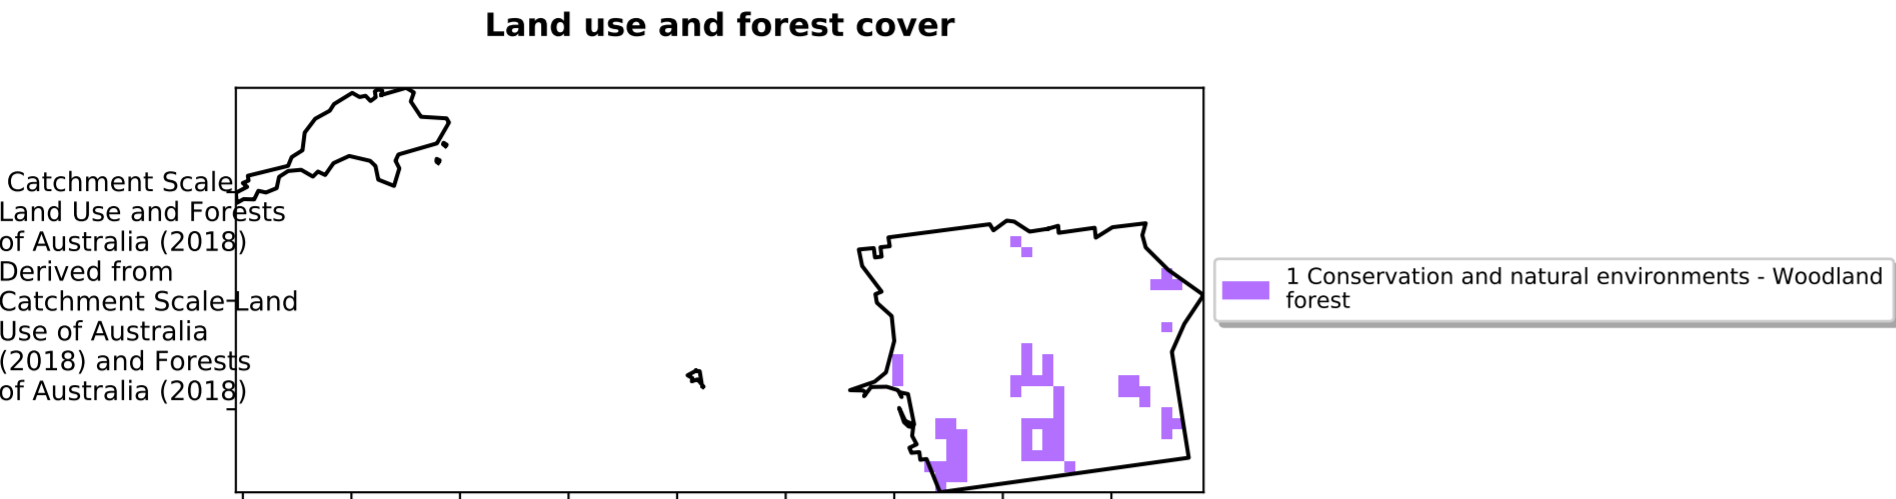 Land use and forest cover
Catchment Scale
Land Use and Forests
of Australia (2018)
Derived from
Catchment Scale Land
Use of Australia
(2018) and Forests
of Australia (2018)
1 Conservation and natural environments - Woodland
forest